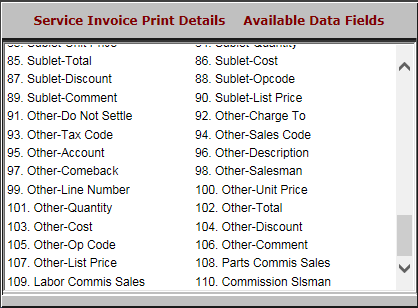 Service Invoice Print Details Available Data Fields
83. Sublet-Unit Price 84. Sublet-Quantity
85. Sublet-Total 86. Sublet-Cost
87. Sublet-Discount 88. Sublet-Opcode
89. Sublet-Comment 90. Sublet-List Price
91. Other-Do Not Settle 92. Other-Charge To
93. Other-Tax Code 94. Other-Sales Code
95. Other-Account 96. Other-Description
97. Other-Comeback 98. Other-Salesman
99. Other-Line Number 100. Other-Unit Price
101. Other-Quantity 102. Other-Total
103. Other-Cost 104. Other-Discount
105. Other-Op Code 106. Other-Comment
107. Other-List Price 108. Parts Commis Sales
109. Labor Commis Sales 110. Commission Slsman